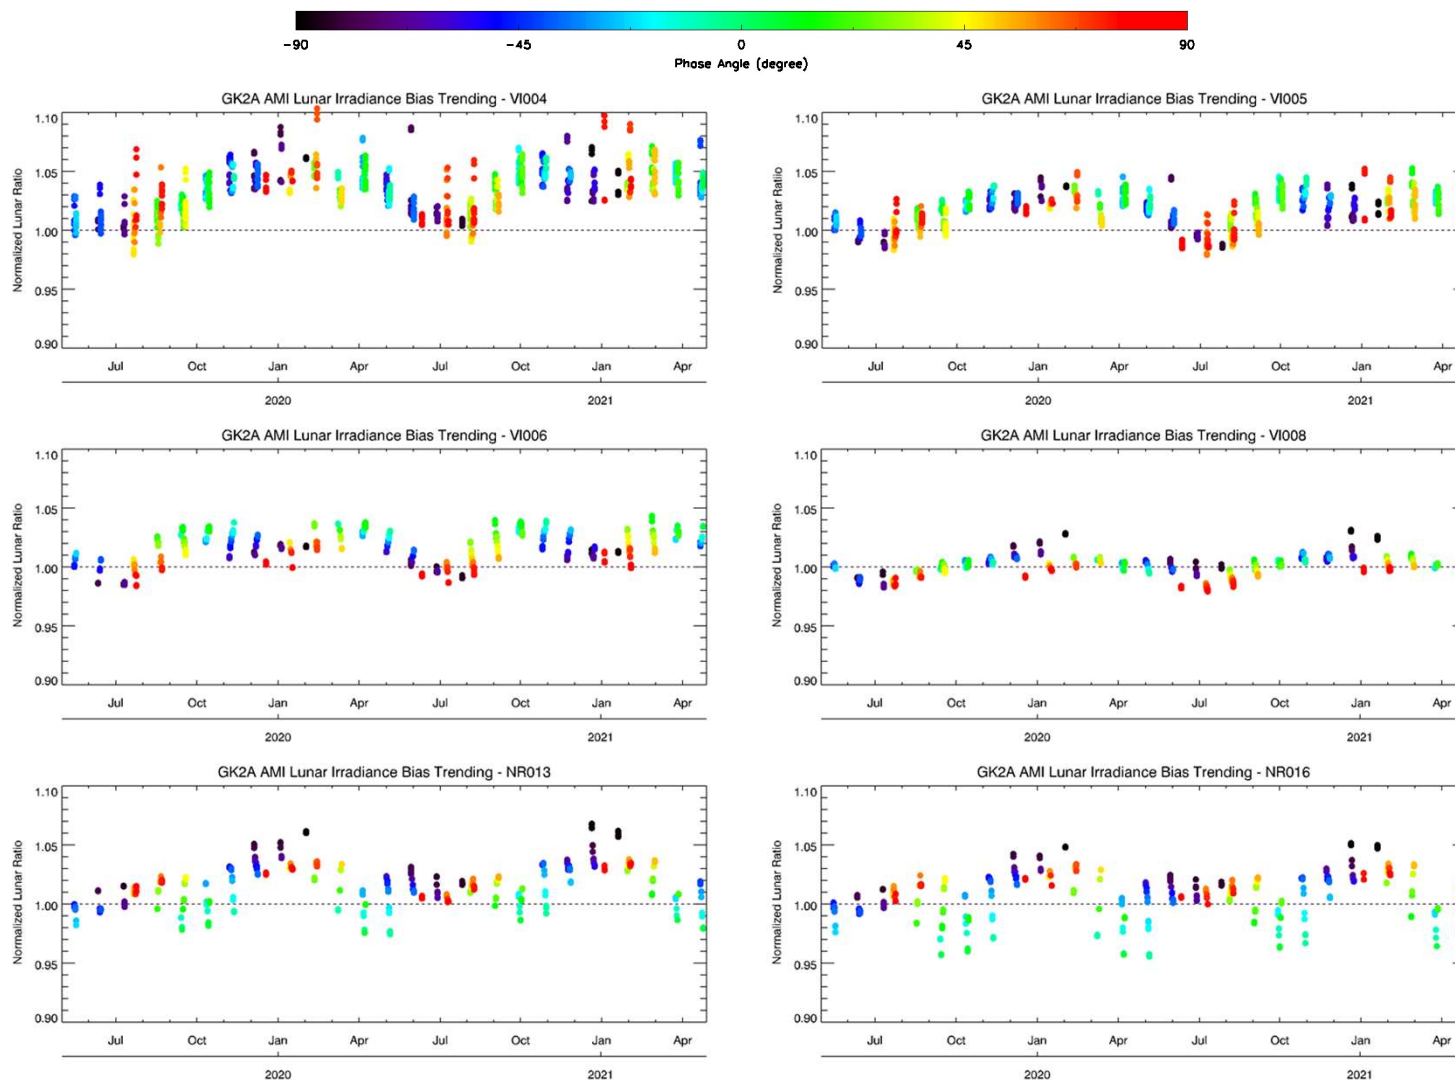 -90 -45 0 45 90
Phase Angle (degree)
GK2A AMI Lunar Irradiance Bias Trending - VI004
Normalized Lunar Ratio
1.10
1.05
1.00
0.95
0.90
Jul Oct Jan Apr Jul Oct Jan Apr
2020 2021
GK2A AMI Lunar Irradiance Bias Trending - VI005
Normalized Lunar Ratio
1.10
1.05
1.00
0.95
0.90
Jul Oct Jan Apr Jul Oct Jan Apr
2020 2021
GK2A AMI Lunar Irradiance Bias Trending - VI006
Normalized Lunar Ratio
1.10
1.05
1.00
0.95
0.90
Jul Oct Jan Apr Jul Oct Jan Apr
2020 2021
GK2A AMI Lunar Irradiance Bias Trending - VI008
Normalized Lunar Ratio
1.10
1.05
1.00
0.95
0.90
Jul Oct Jan Apr Jul Oct Jan Apr
2020 2021
GK2A AMI Lunar Irradiance Bias Trending - NR013
Normalized Lunar Ratio
1.10
1.05
1.00
0.95
0.90
Jul Oct Jan Apr Jul Oct Jan Apr
2020 2021
GK2A AMI Lunar Irradiance Bias Trending - NR016
Normalized Lunar Ratio
1.10
1.05
1.00
0.95
0.90
Jul Oct Jan Apr Jul Oct Jan Apr
2020 2021